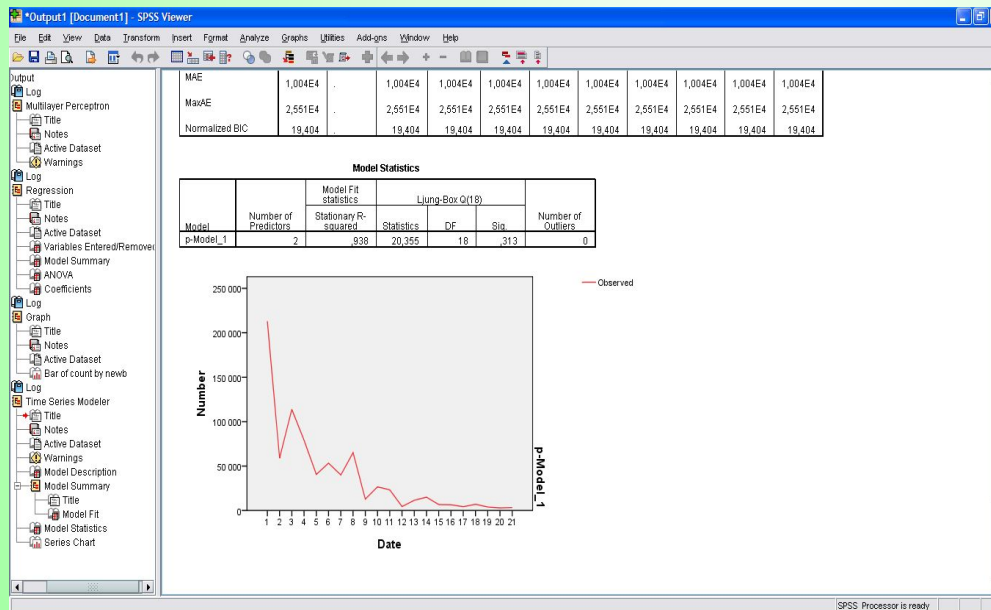 *Output1 [Document1] - SPSS Viewer
File Edit View Data Transform Insert Format Analyze Graphs Utilities Add-ons Window Help
Output
Log
Multilayer Perceptron
Title
Notes
Active Dataset
Warnings
Log
Regression
Title
Notes
Active Dataset
Variables Entered/Removed
Model Summary
ANOVA
Coefficients
Log
Graph
Title
Notes
Active Dataset
Bar of count by newb
Log
Time Series Modeler
Title
Notes
Active Dataset
Warnings
Model Description
Model Summary
Title
Model Fit
Model Statistics
Series Chart
MAE 1,004E4 . 1,004E4 1,004E4 1,004E4 1,004E4 1,004E4 1,004E4 1,004E4 1,004E4
MaxAE 2,551E4 . 2,551E4 2,551E4 2,551E4 2,551E4 2,551E4 2,551E4 2,551E4 2,551E4
Normalized BIC 19,404 . 19,404 19,404 19,404 19,404 19,404 19,404 19,404 19,404
Model Statistics
Model Fit statistics Ljung-Box Q(18)
Model Number of Predictors Stationary R-squared Statistics DF Sig. Number of Outliers
p-Model_1 2 ,938 20,355 18 ,313 0
Observed
250 000
200 000
150 000
100 000
50 000
0
Number
p-Model_1
1 2 3 4 5 6 7 8 9 10 11 12 13 14 15 16 17 18 19 20 21
Date
SPSS Processor is ready